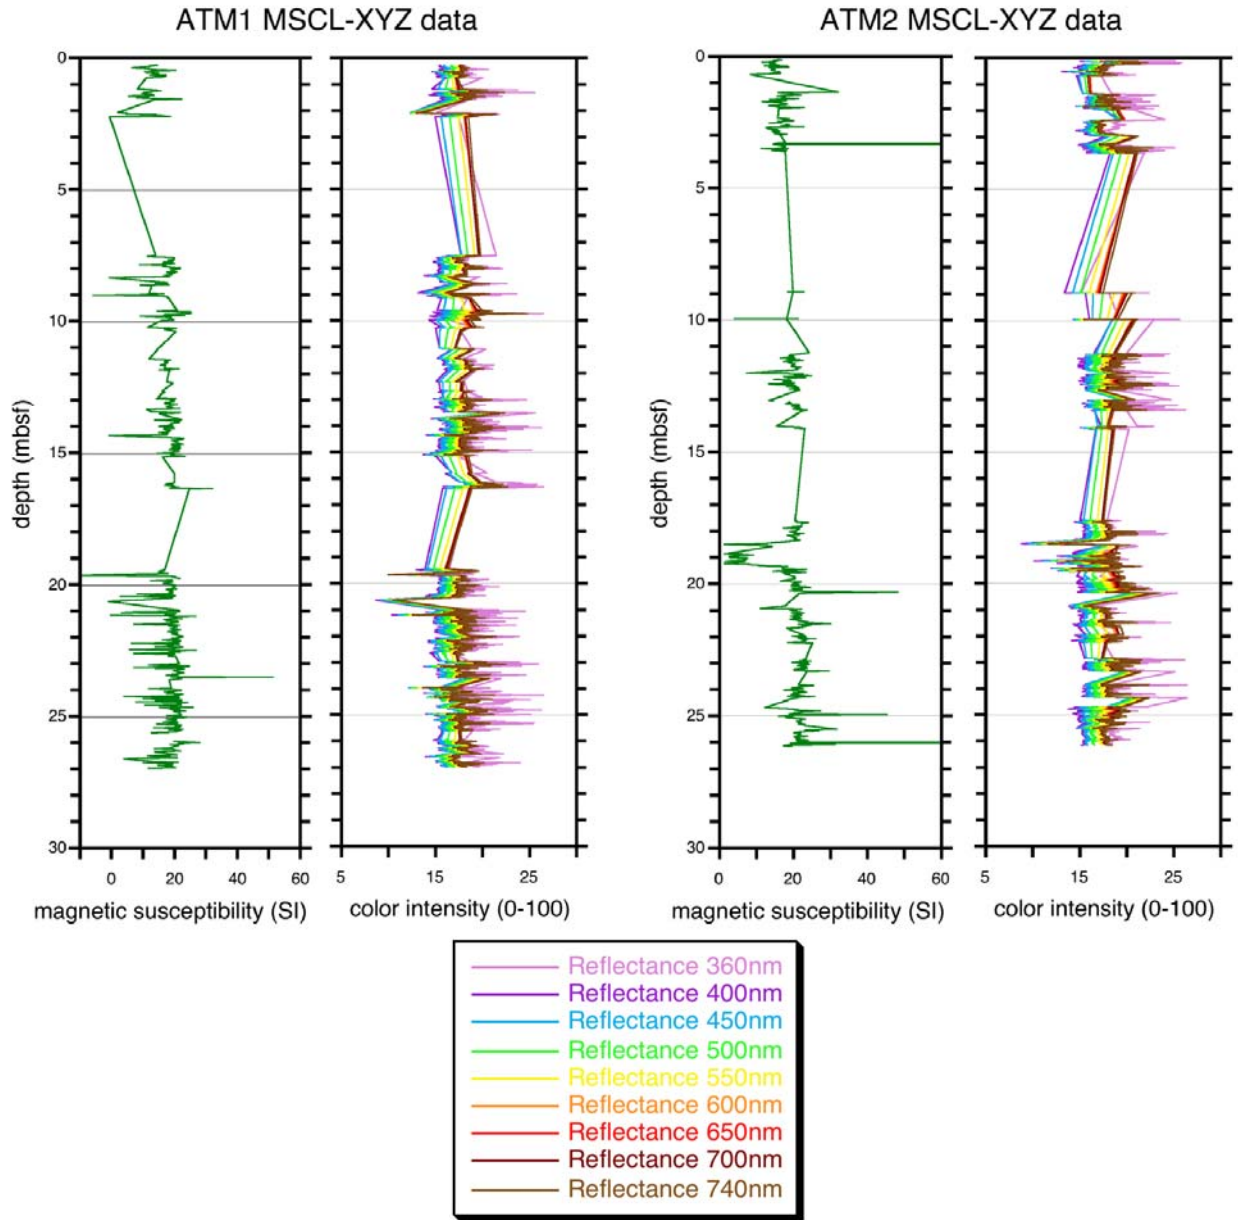 ATM1 MSCL-XYZ data
ATM2 MSCL-XYZ data
0
5
10
15
20
25
30
depth (mbsf)
0 20 40 60
magnetic susceptibility (SI)
5 15 25
color intensity (0-100)
0
5
10
15
20
25
30
depth (mbsf)
0 20 40 60
magnetic susceptibility (SI)
5 15 25
color intensity (0-100)
Reflectance 360nm
Reflectance 400nm
Reflectance 450nm
Reflectance 500nm
Reflectance 550nm
Reflectance 600nm
Reflectance 650nm
Reflectance 700nm
Reflectance 740nm